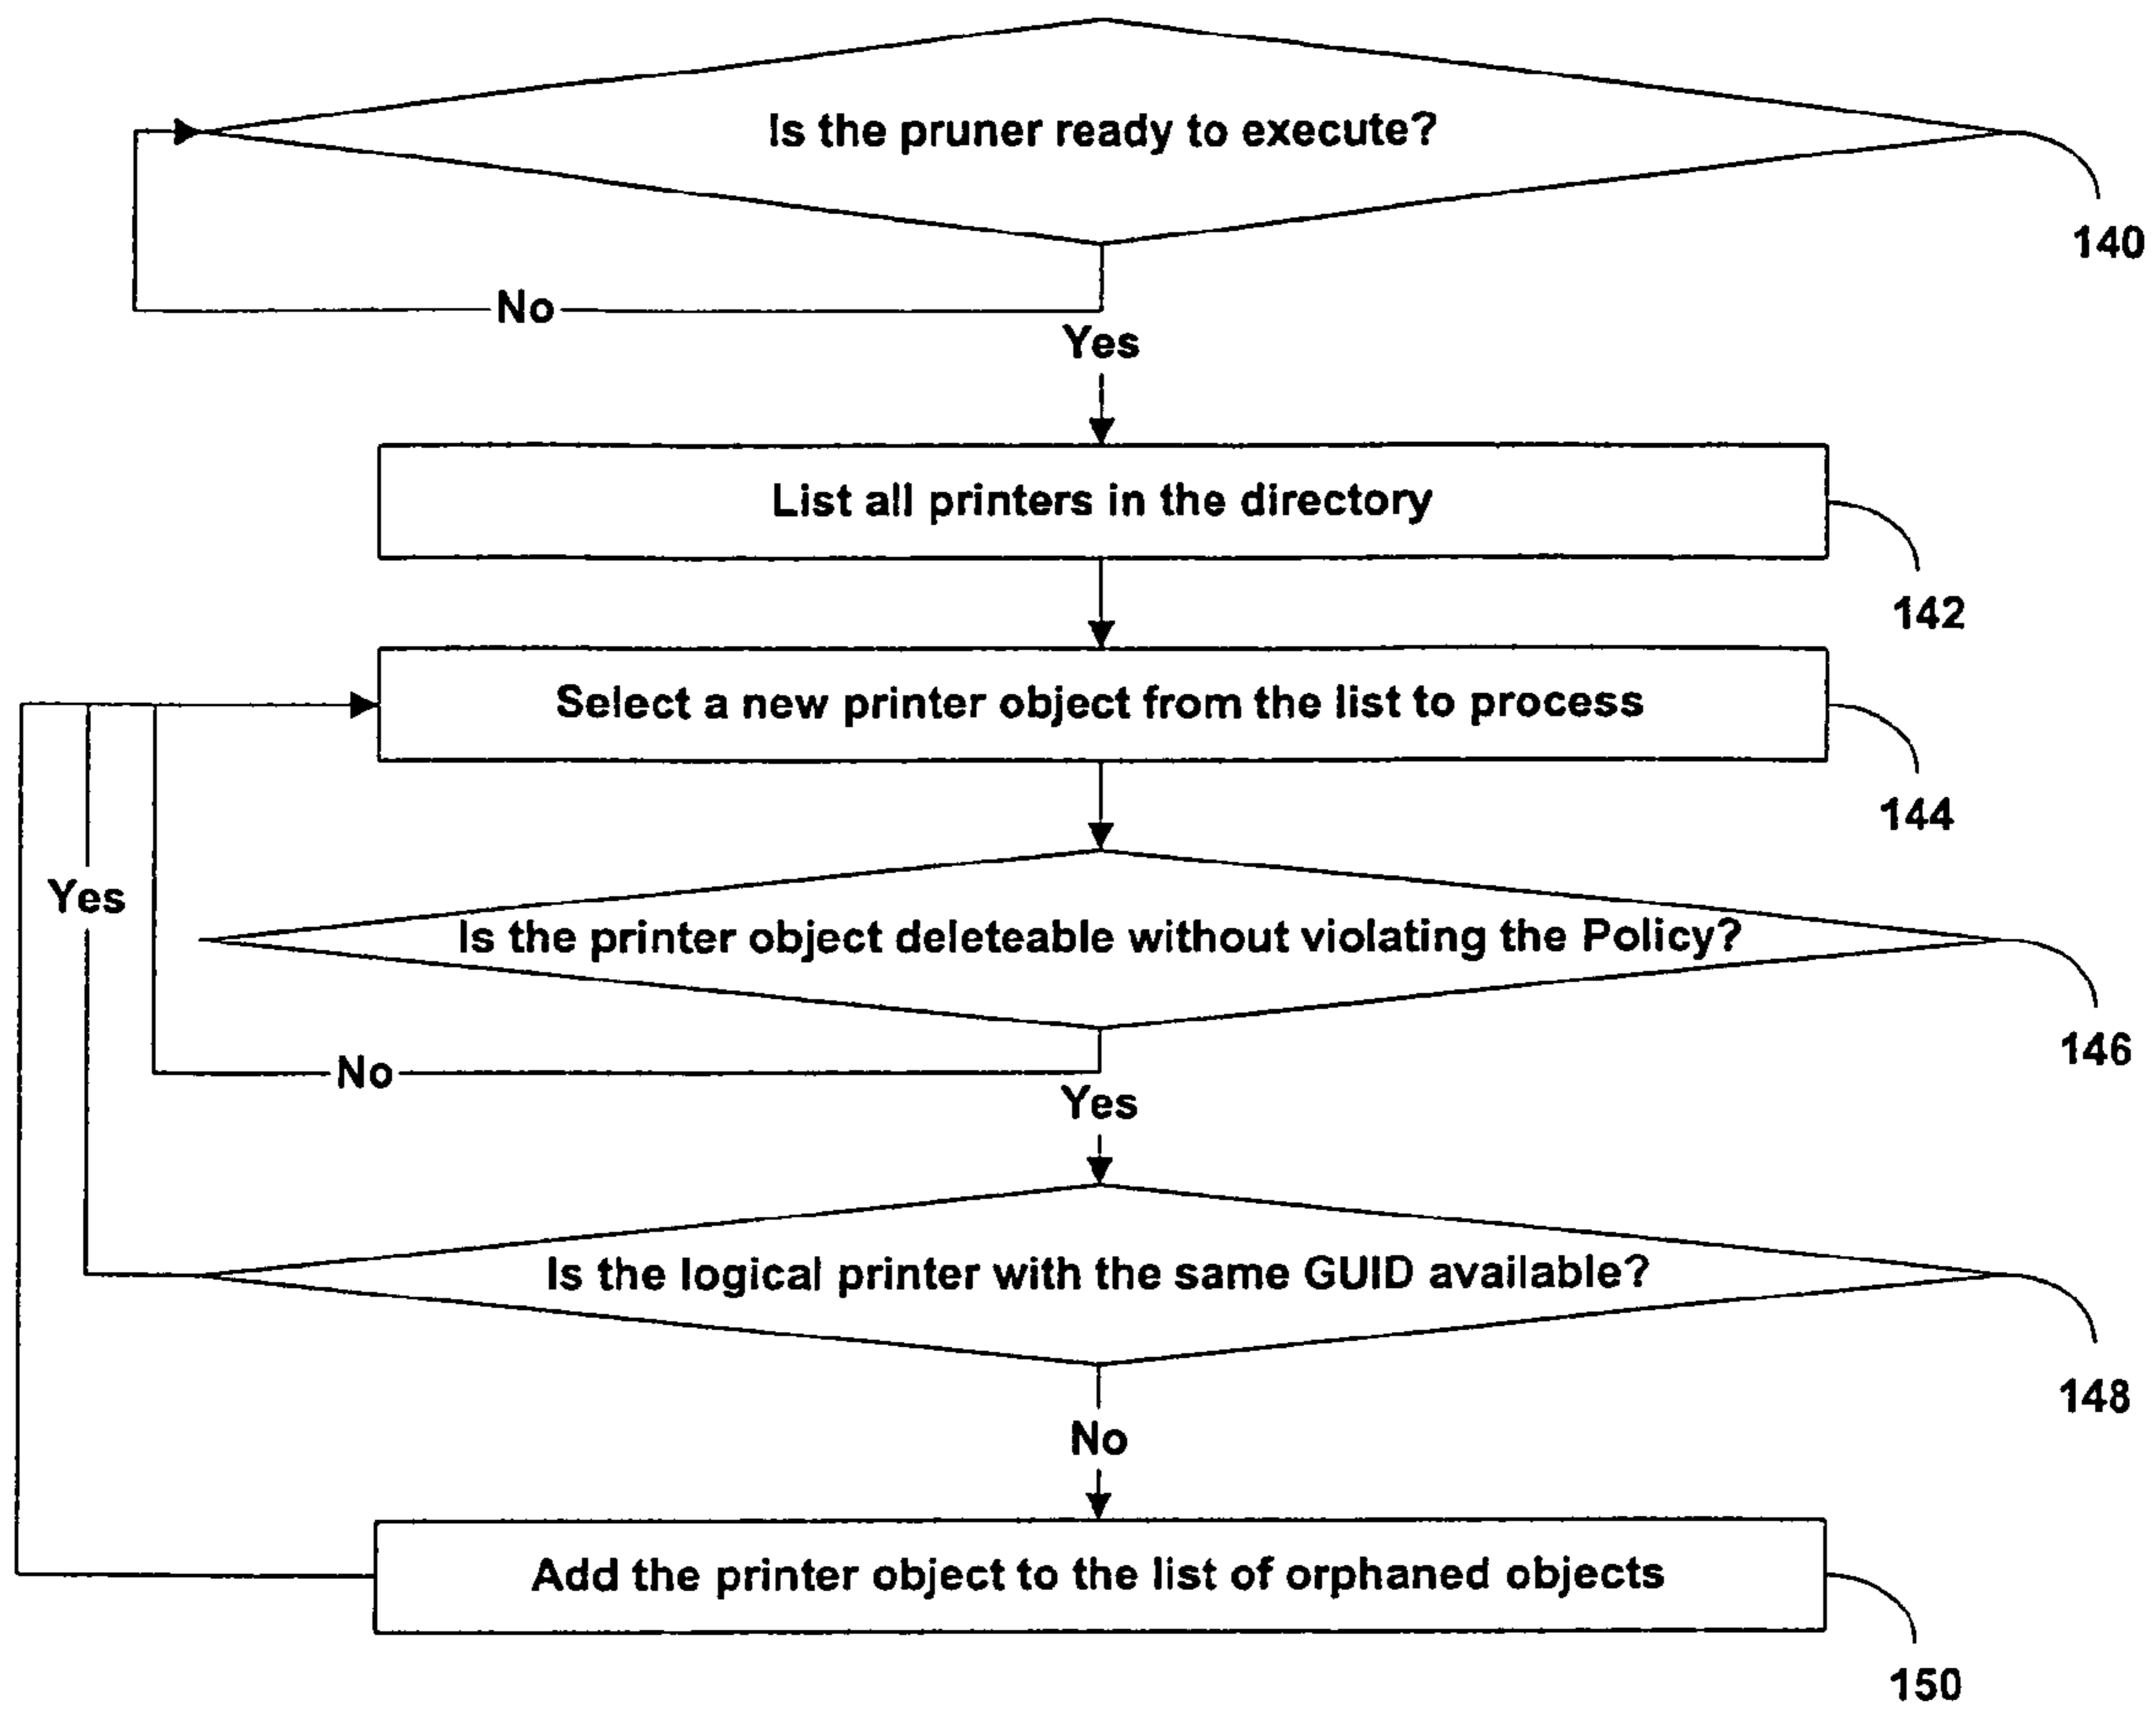 Is the pruner ready to execute?
140
No
Yes
List all printers in the directory
142
Select a new printer object from the list to process
144
Yes
Is the printer object deleteable without violating the Policy?
146
No
Yes
Is the logical printer with the same GUID available?
148
No
Add the printer object to the list of orphaned objects
150